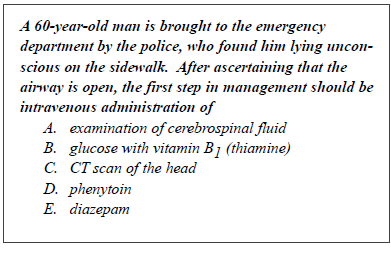 A 60-year-old man is brought to the emergency
department by the police, who found him lying uncon-
scious on the sidewalk. After ascertaining that the
airway is open, the first step in management should be
intravenous administration of
A. examination of cerebrospinal fluid
B. glucose with vitamin B1 (thiamine)
C. CT scan of the head
D. phenytoin
E. diazepam